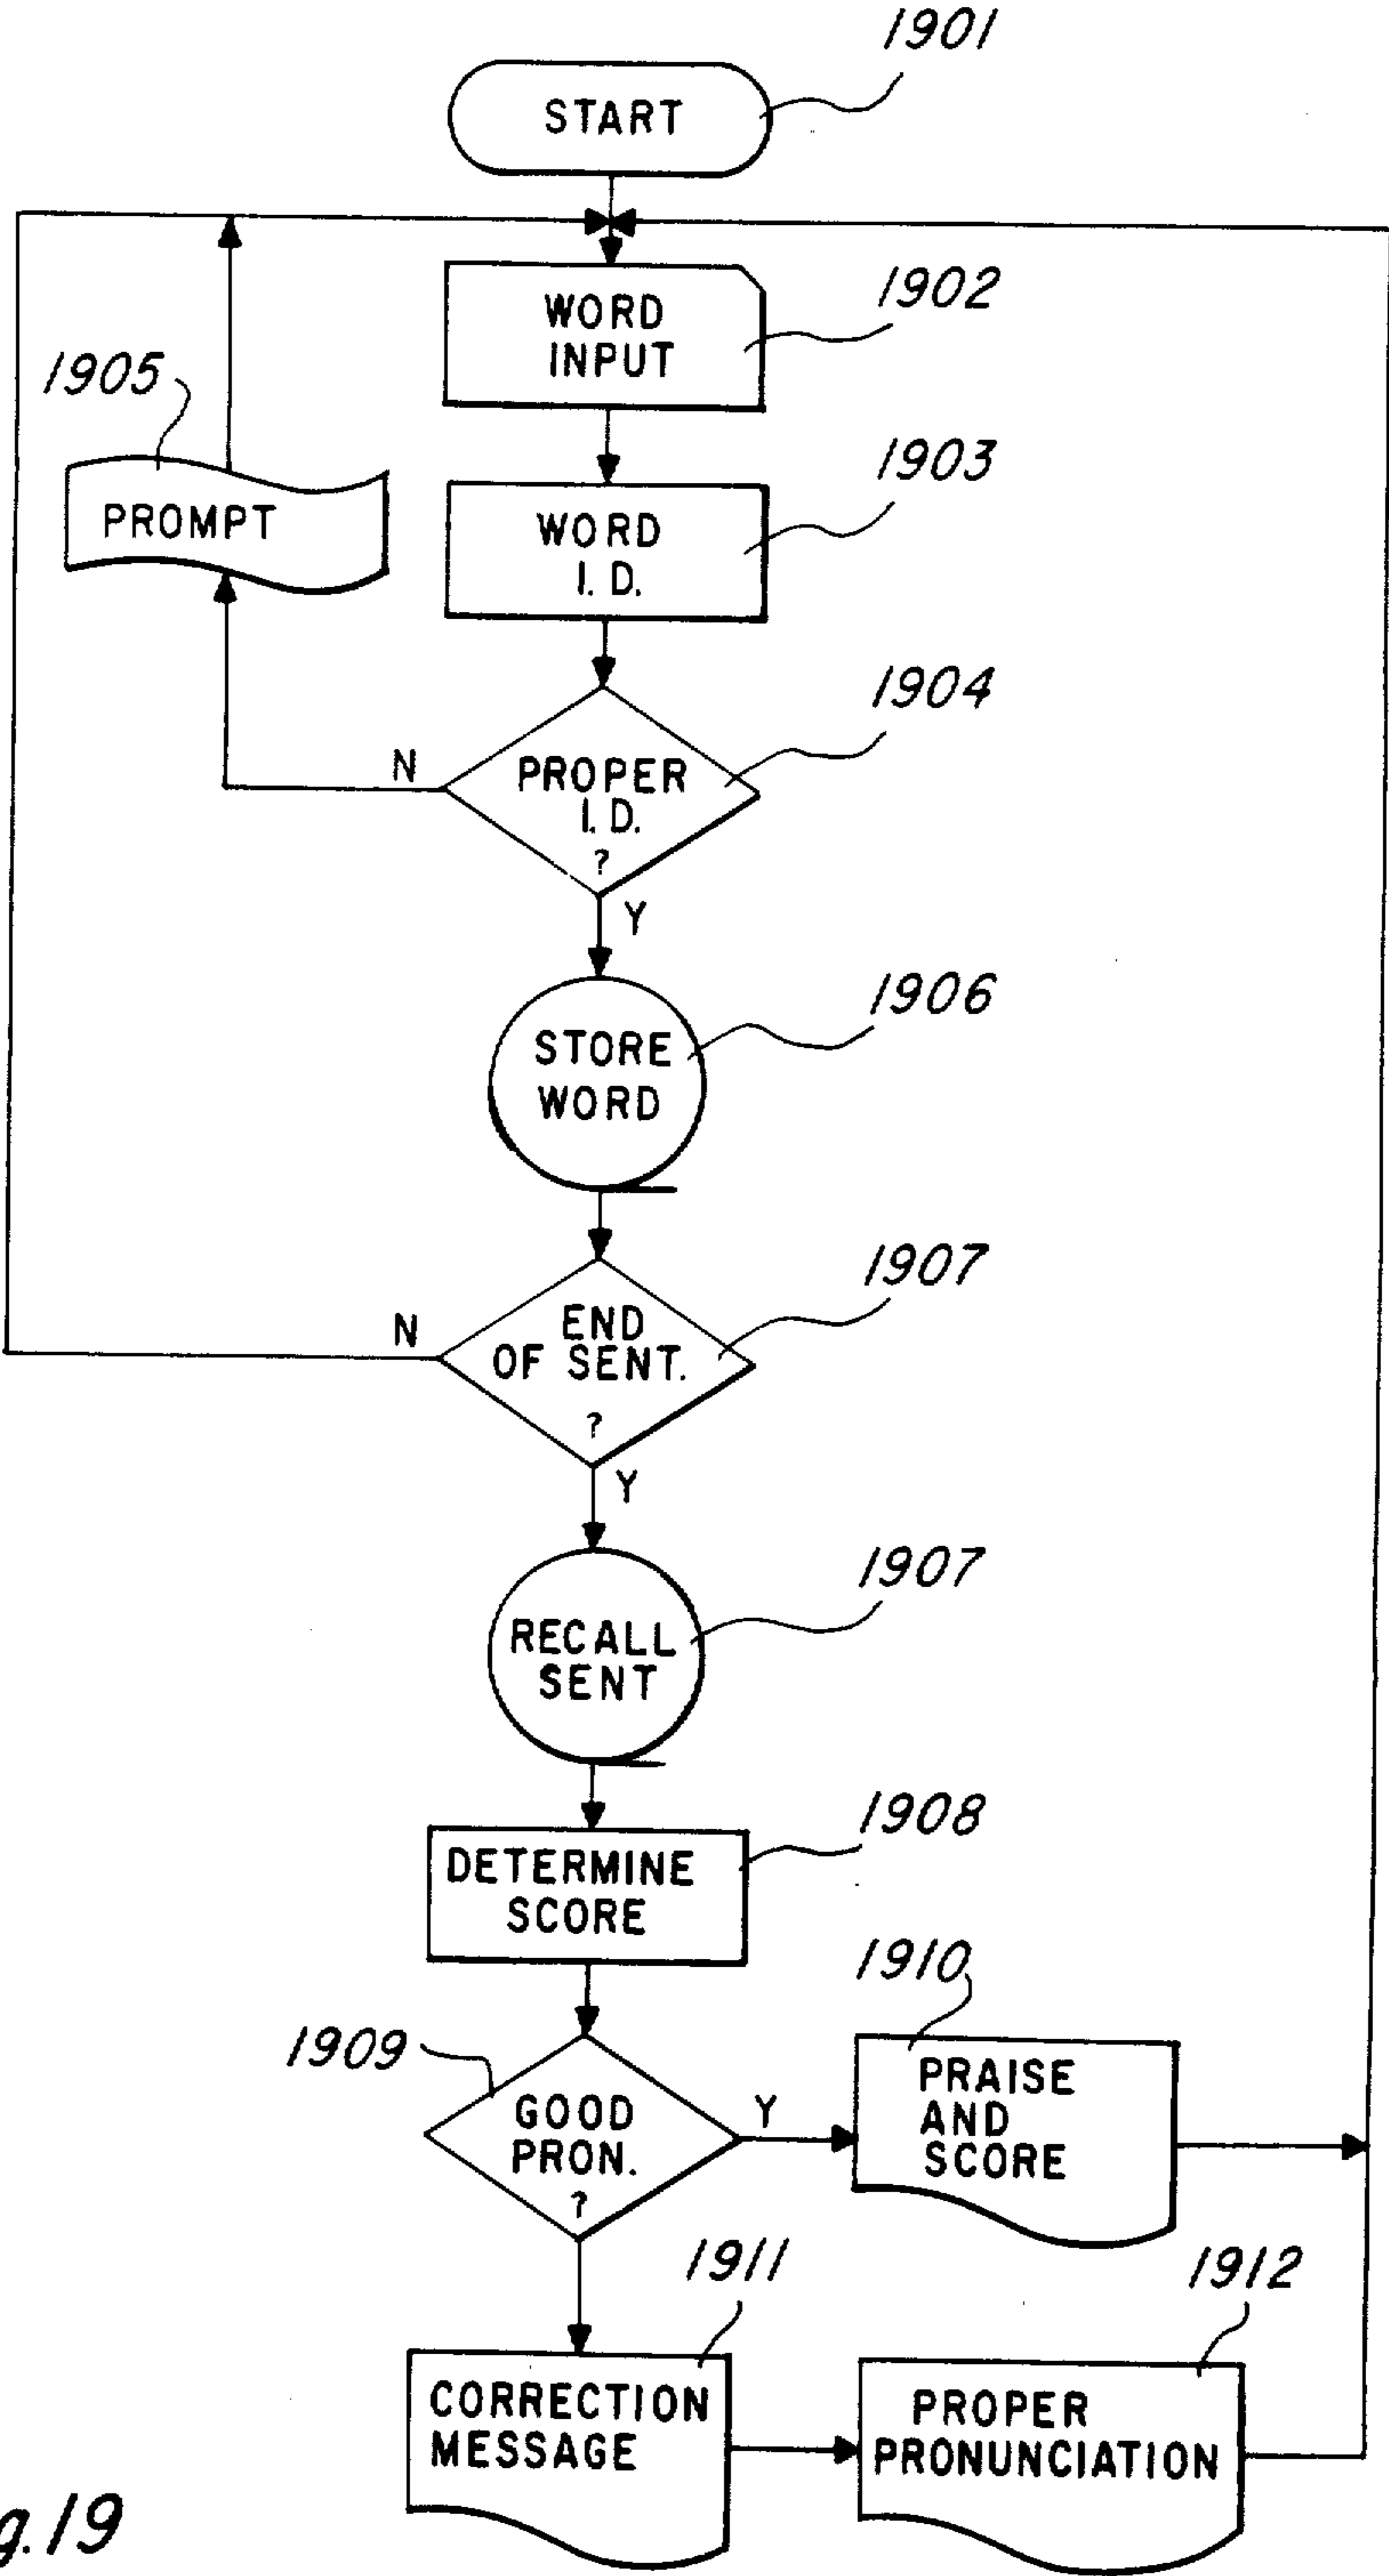 1901
START
1902
WORD
INPUT
1905
PROMPT
1903
WORD
I. D.
1904
PROPER
I. D.
?
N
Y
1906
STORE
WORD
1907
END
OF SENT.
?
N
Y
1907
RECALL
SENT
1908
DETERMINE
SCORE
1909
GOOD
PRON.
?
Y
1910
PRAISE
AND
SCORE
1911
CORRECTION
MESSAGE
1912
PROPER
PRONUNCIATION
g. 19